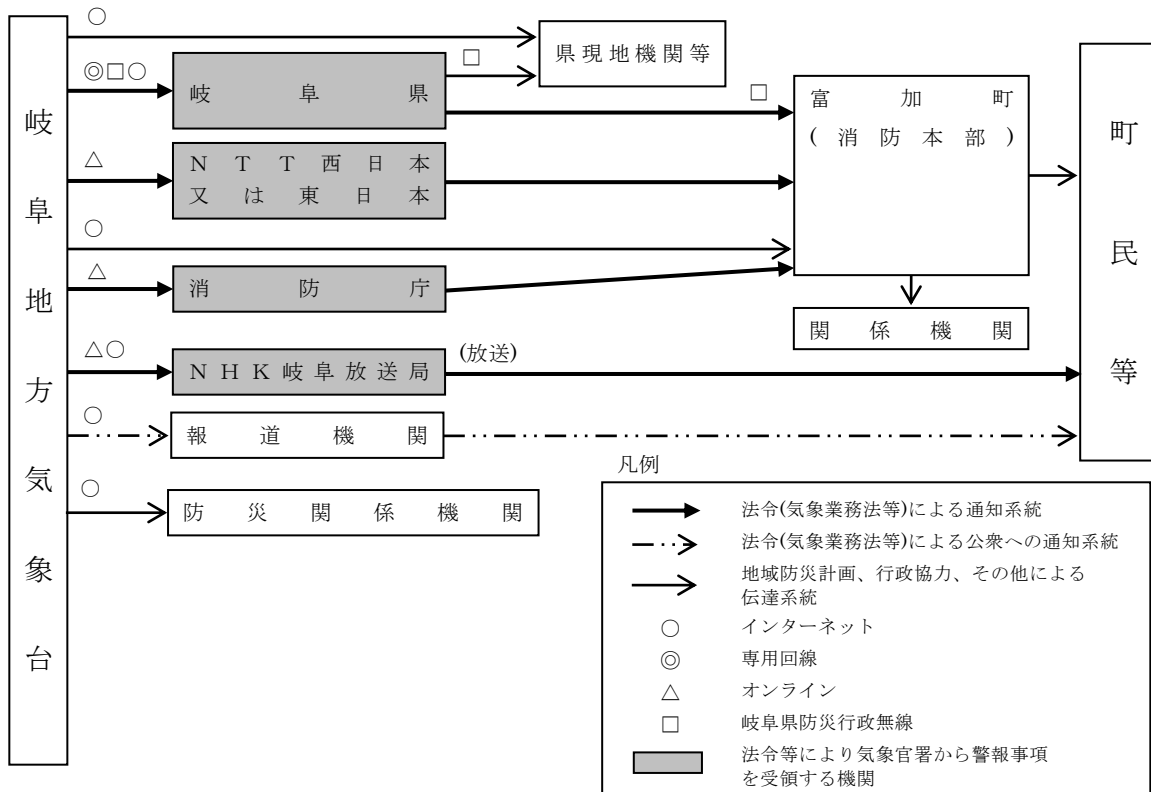 岐阜地方気象台
○
県現地機関等
◎□○
岐阜県
□
□
富加町
(消防本部)
町民等
△
NTT西日本
又は東日本
○
△
消防庁
関係機関
△○
NHK岐阜放送局
(放送)
○
報道機関
○
防災関係機関
凡例
法令(気象業務法等)による通知系統
法令(気象業務法等)による公衆への通知系統
地域防災計画、行政協力、その他による
伝達系統
○ インターネット
◎ 専用回線
△ オンライン
□ 岐阜県防災行政無線
法令等により気象官署から警報事項
を受領する機関